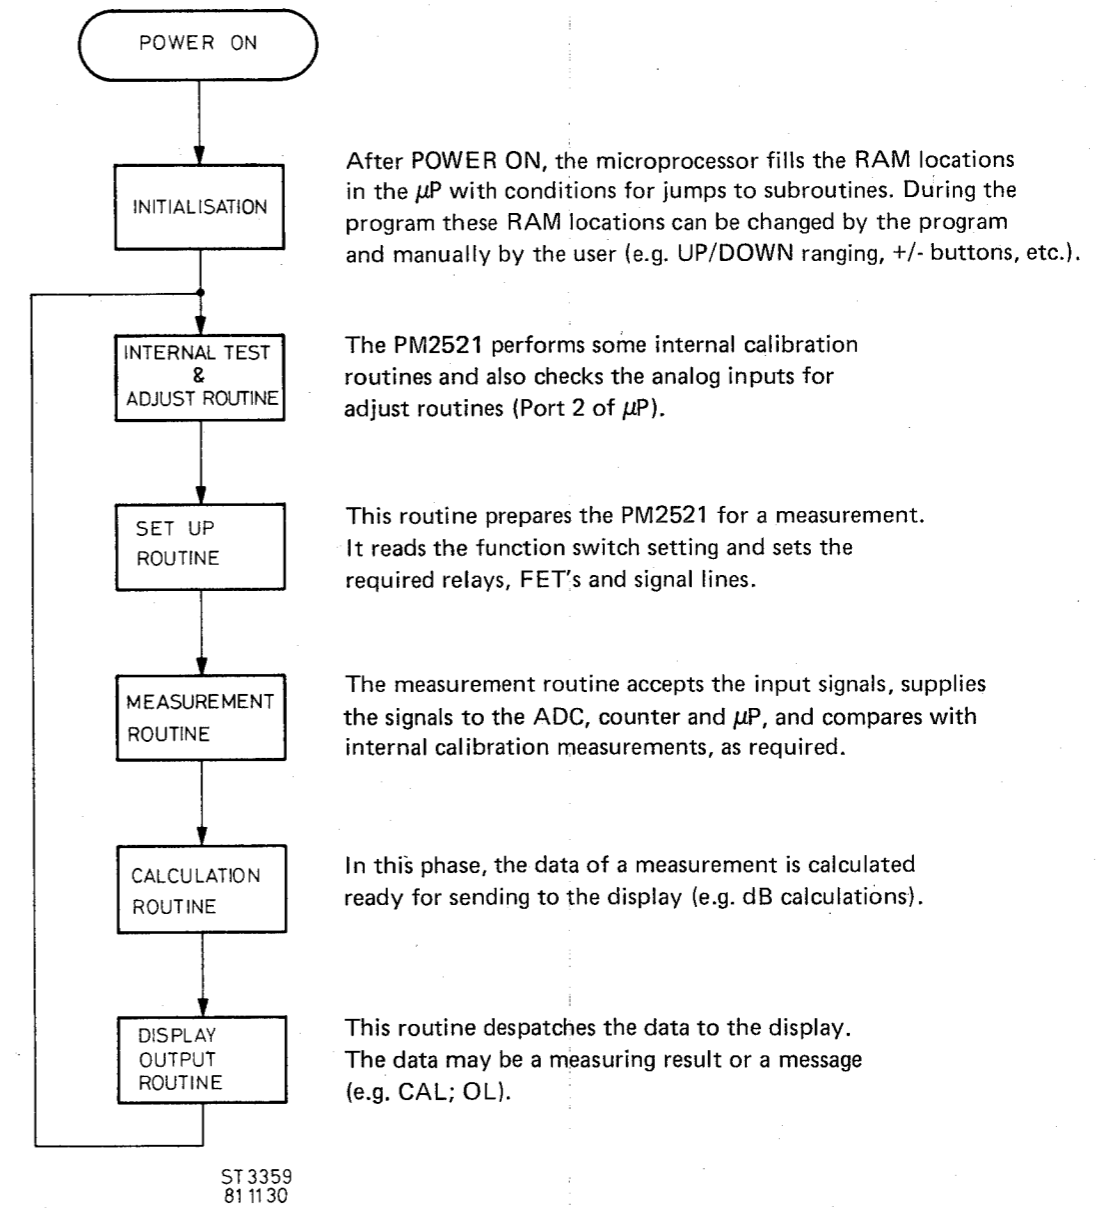 POWER ON
INITIALISATION
After POWER ON, the microprocessor fills the RAM locations
in the µP with conditions for jumps to subroutines. During the
program these RAM locations can be changed by the program
and manually by the user (e.g. UP/DOWN ranging, +/- buttons, etc.).
INTERNAL TEST
&
ADJUST ROUTINE
The PM2521 performs some internal calibration
routines and also checks the analog inputs for
adjust routines (Port 2 of µP).
SET UP
ROUTINE
This routine prepares the PM2521 for a measurement.
It reads the function switch setting and sets the
required relays, FET's and signal lines.
MEASUREMENT
ROUTINE
The measurement routine accepts the input signals, supplies
the signals to the ADC, counter and µP, and compares with
internal calibration measurements, as required.
CALCULATION
ROUTINE
In this phase, the data of a measurement is calculated
ready for sending to the display (e.g. dB calculations).
DISPLAY
OUTPUT
ROUTINE
This routine despatches the data to the display.
The data may be a measuring result or a message
(e.g. CAL; OL).
ST 3359
81 11 30